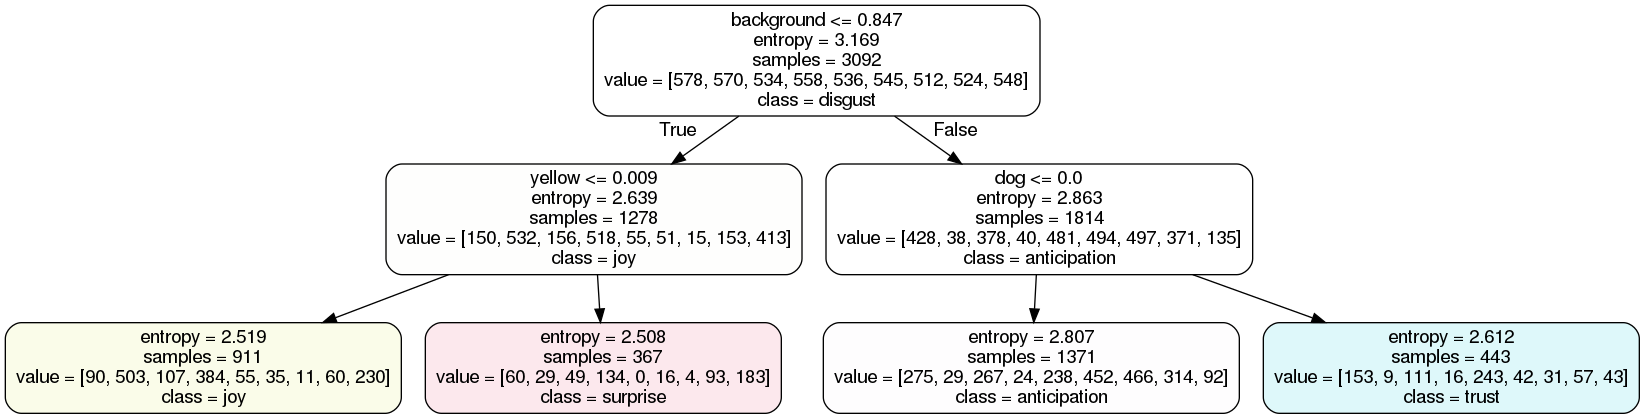 background <= 0.847
entropy = 3.169
samples = 3092
value = [578, 570, 534, 558, 536, 545, 512, 524, 548]
class = disgust
True
False
yellow <= 0.009
entropy = 2.639
samples = 1278
value = [150, 532, 156, 518, 55, 51, 15, 153, 413]
class = joy
dog <= 0.0
entropy = 2.863
samples = 1814
value = [428, 38, 378, 40, 481, 494, 497, 371, 135]
class = anticipation
entropy = 2.519
samples = 911
value = [90, 503, 107, 384, 55, 35, 11, 60, 230]
class = joy
entropy = 2.508
samples = 367
value = [60, 29, 49, 134, 0, 16, 4, 93, 183]
class = surprise
entropy = 2.807
samples = 1371
value = [275, 29, 267, 24, 238, 452, 466, 314, 92]
class = anticipation
entropy = 2.612
samples = 443
value = [153, 9, 111, 16, 243, 42, 31, 57, 43]
class = trust